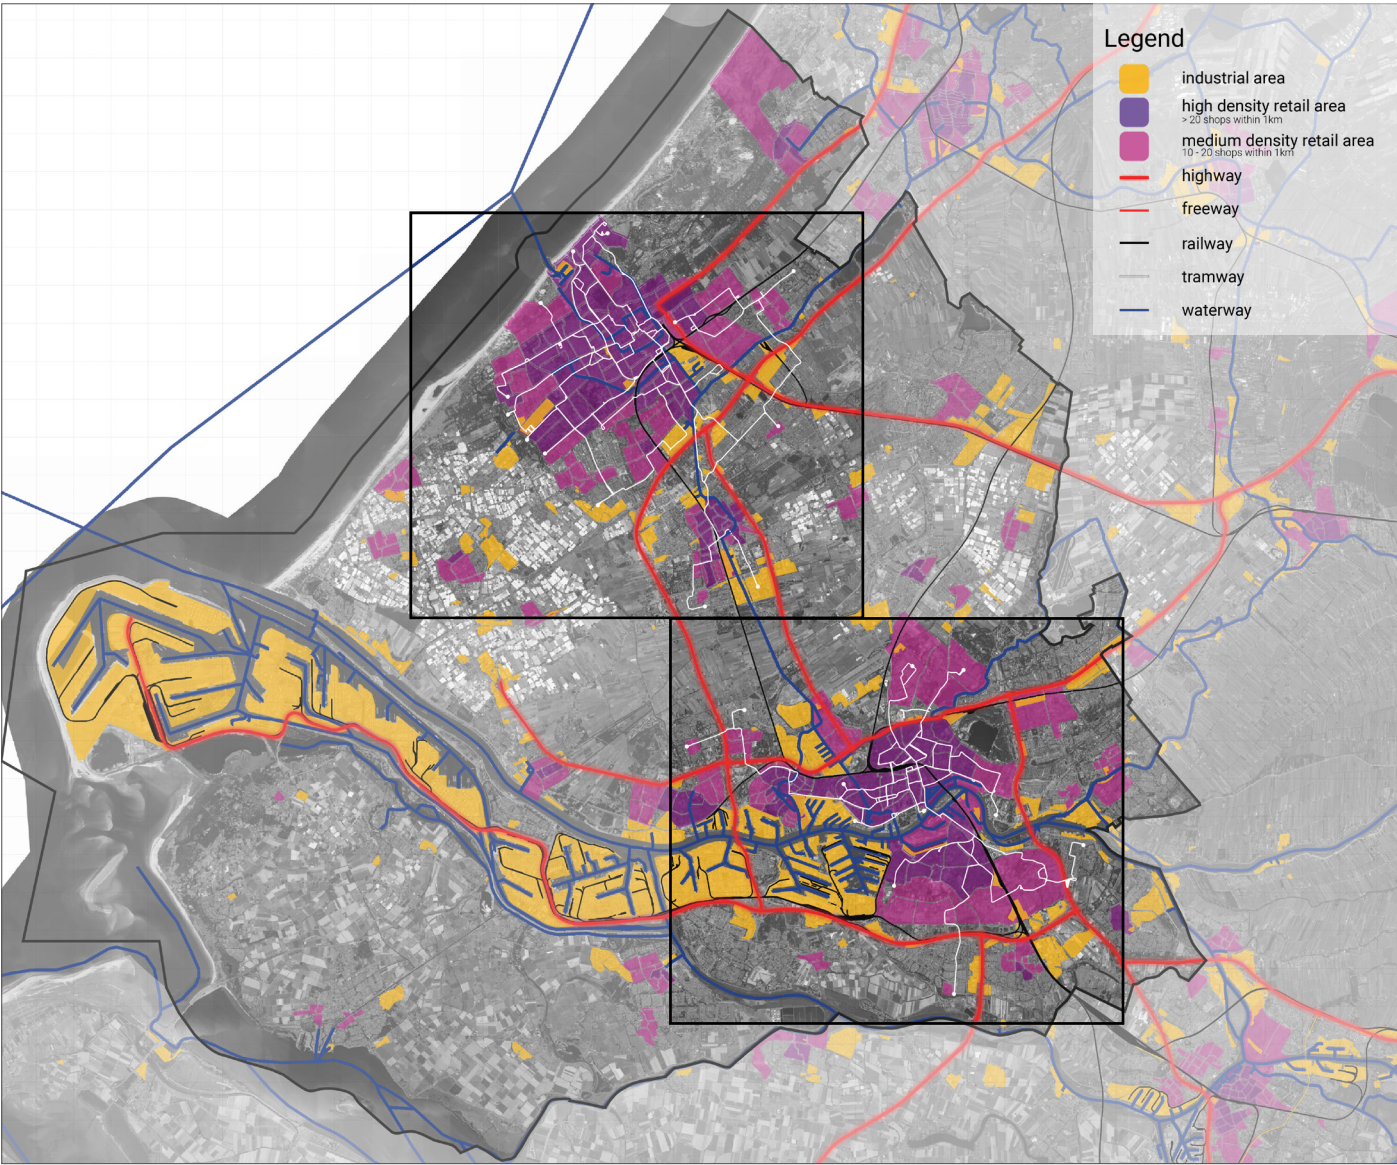 Legend
industrial area
high density retail area
> 20 shops within 1km
medium density retail area
10 - 20 shops within 1km
highway
freeway
railway
tramway
waterway